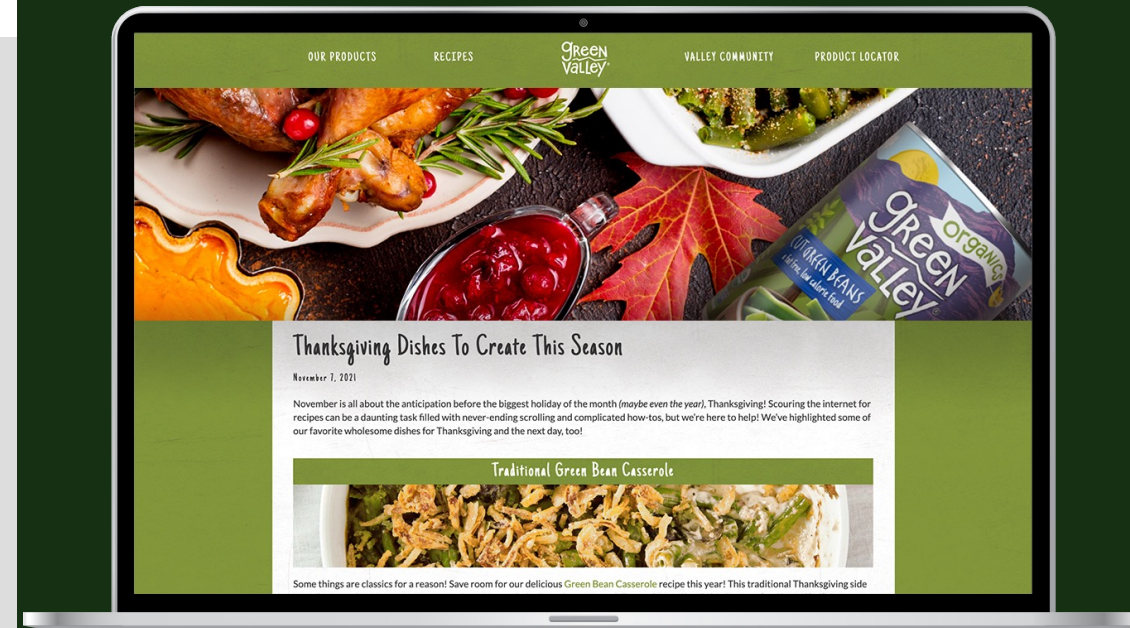 OUR PRODUCTS
RECIPES
green
valley®
VALLEY COMMUNITY
PRODUCT LOCATOR
green
valley®
organics
CUT GREEN BEANS
a fat free, low calorie food
Thanksgiving Dishes To Create This Season
November 7, 2021
November is all about the anticipation before the biggest holiday of the month (maybe even the year), Thanksgiving! Scouring the internet for
recipes can be a daunting task filled with never-ending scrolling and complicated how-tos, but we're here to help! We've highlighted some of
our favorite wholesome dishes for Thanksgiving and the next day, too!
Traditional Green Bean Casserole
Some things are classics for a reason! Save room for our delicious Green Bean Casserole recipe this year! This traditional Thanksgiving side